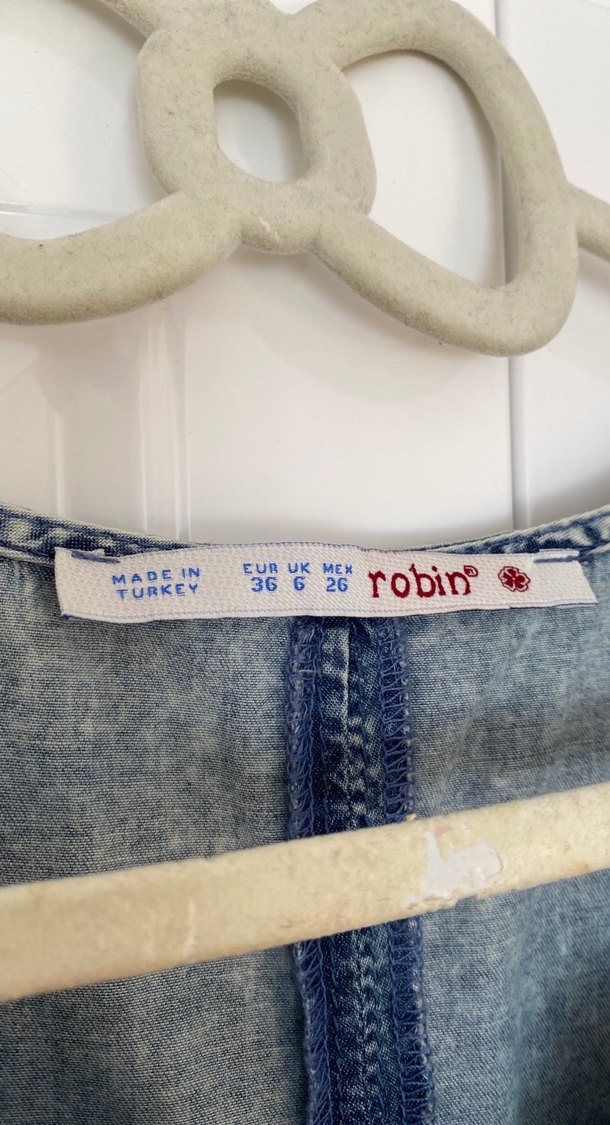 MADE IN
TURKEY
EUR UK MEX
36 6 26
robin®